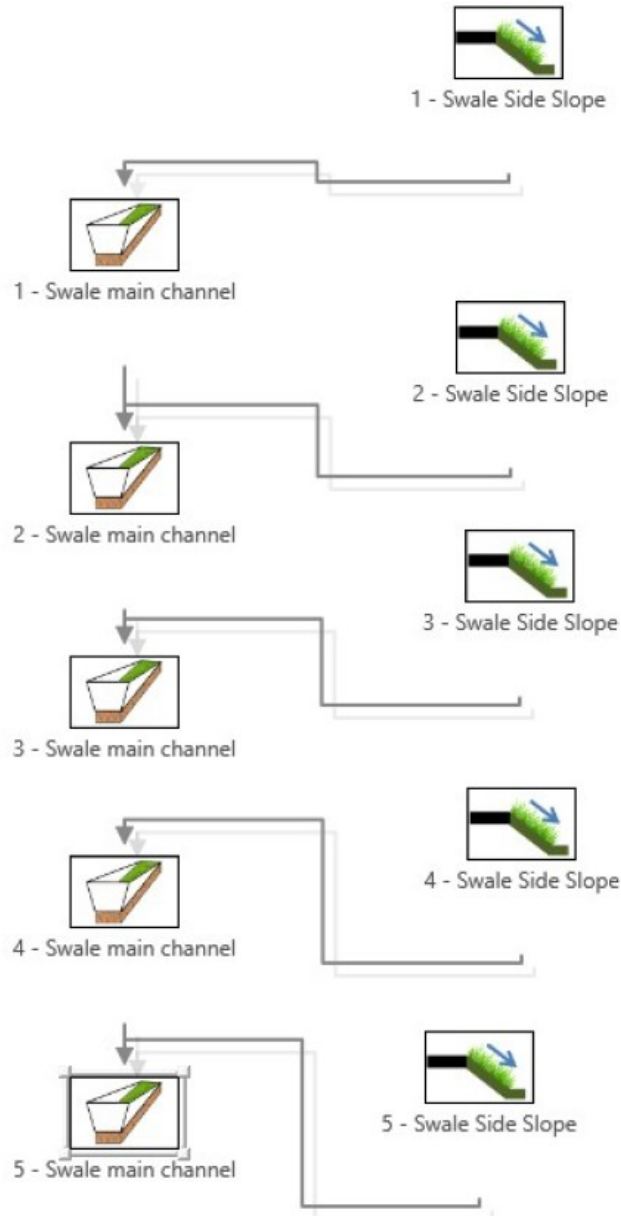 1 - Swale Side Slope
1 - Swale main channel
2 - Swale Side Slope
2 - Swale main channel
3 - Swale Side Slope
3 - Swale main channel
4 - Swale Side Slope
4 - Swale main channel
5 - Swale Side Slope
5 - Swale main channel